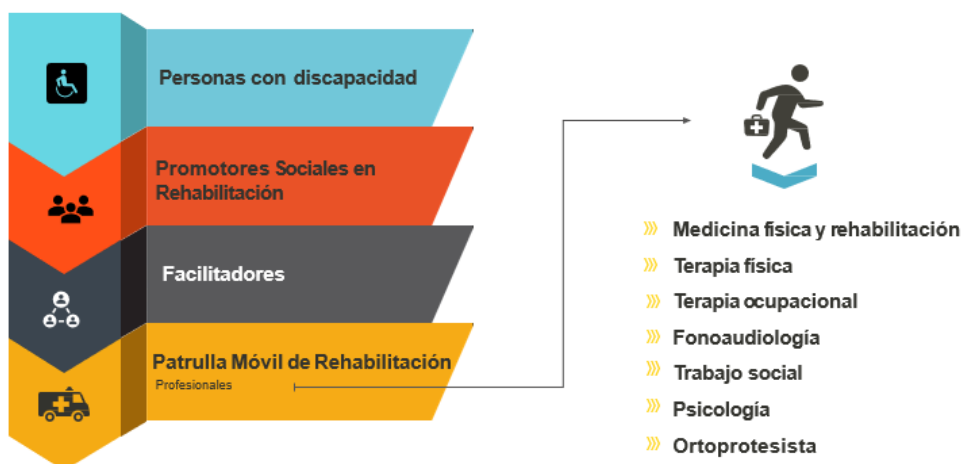 Personas con discapacidad
Promotores Sociales en
Rehabilitación
Facilitadores
Patrulla Móvil de Rehabilitación
Profesionales
Medicina física y rehabilitación
Terapia física
Terapia ocupacional
Fonoaudiología
Trabajo social
Psicología
Ortoprotesista